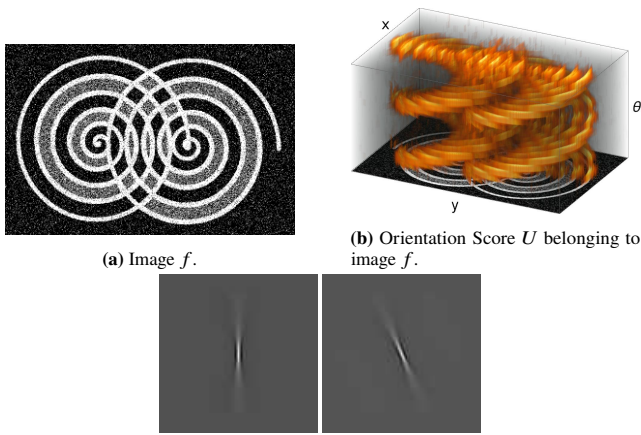 x
θ
y
(a) Image f.
(b) Orientation Score U belonging to
image f.